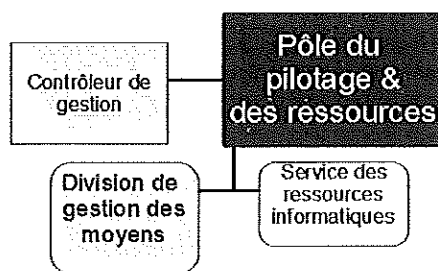 Pôle du
pilotage &
des ressources
Contrôleur de
gestion
Division de
gestion des
moyens
Service des
ressources
informatiques